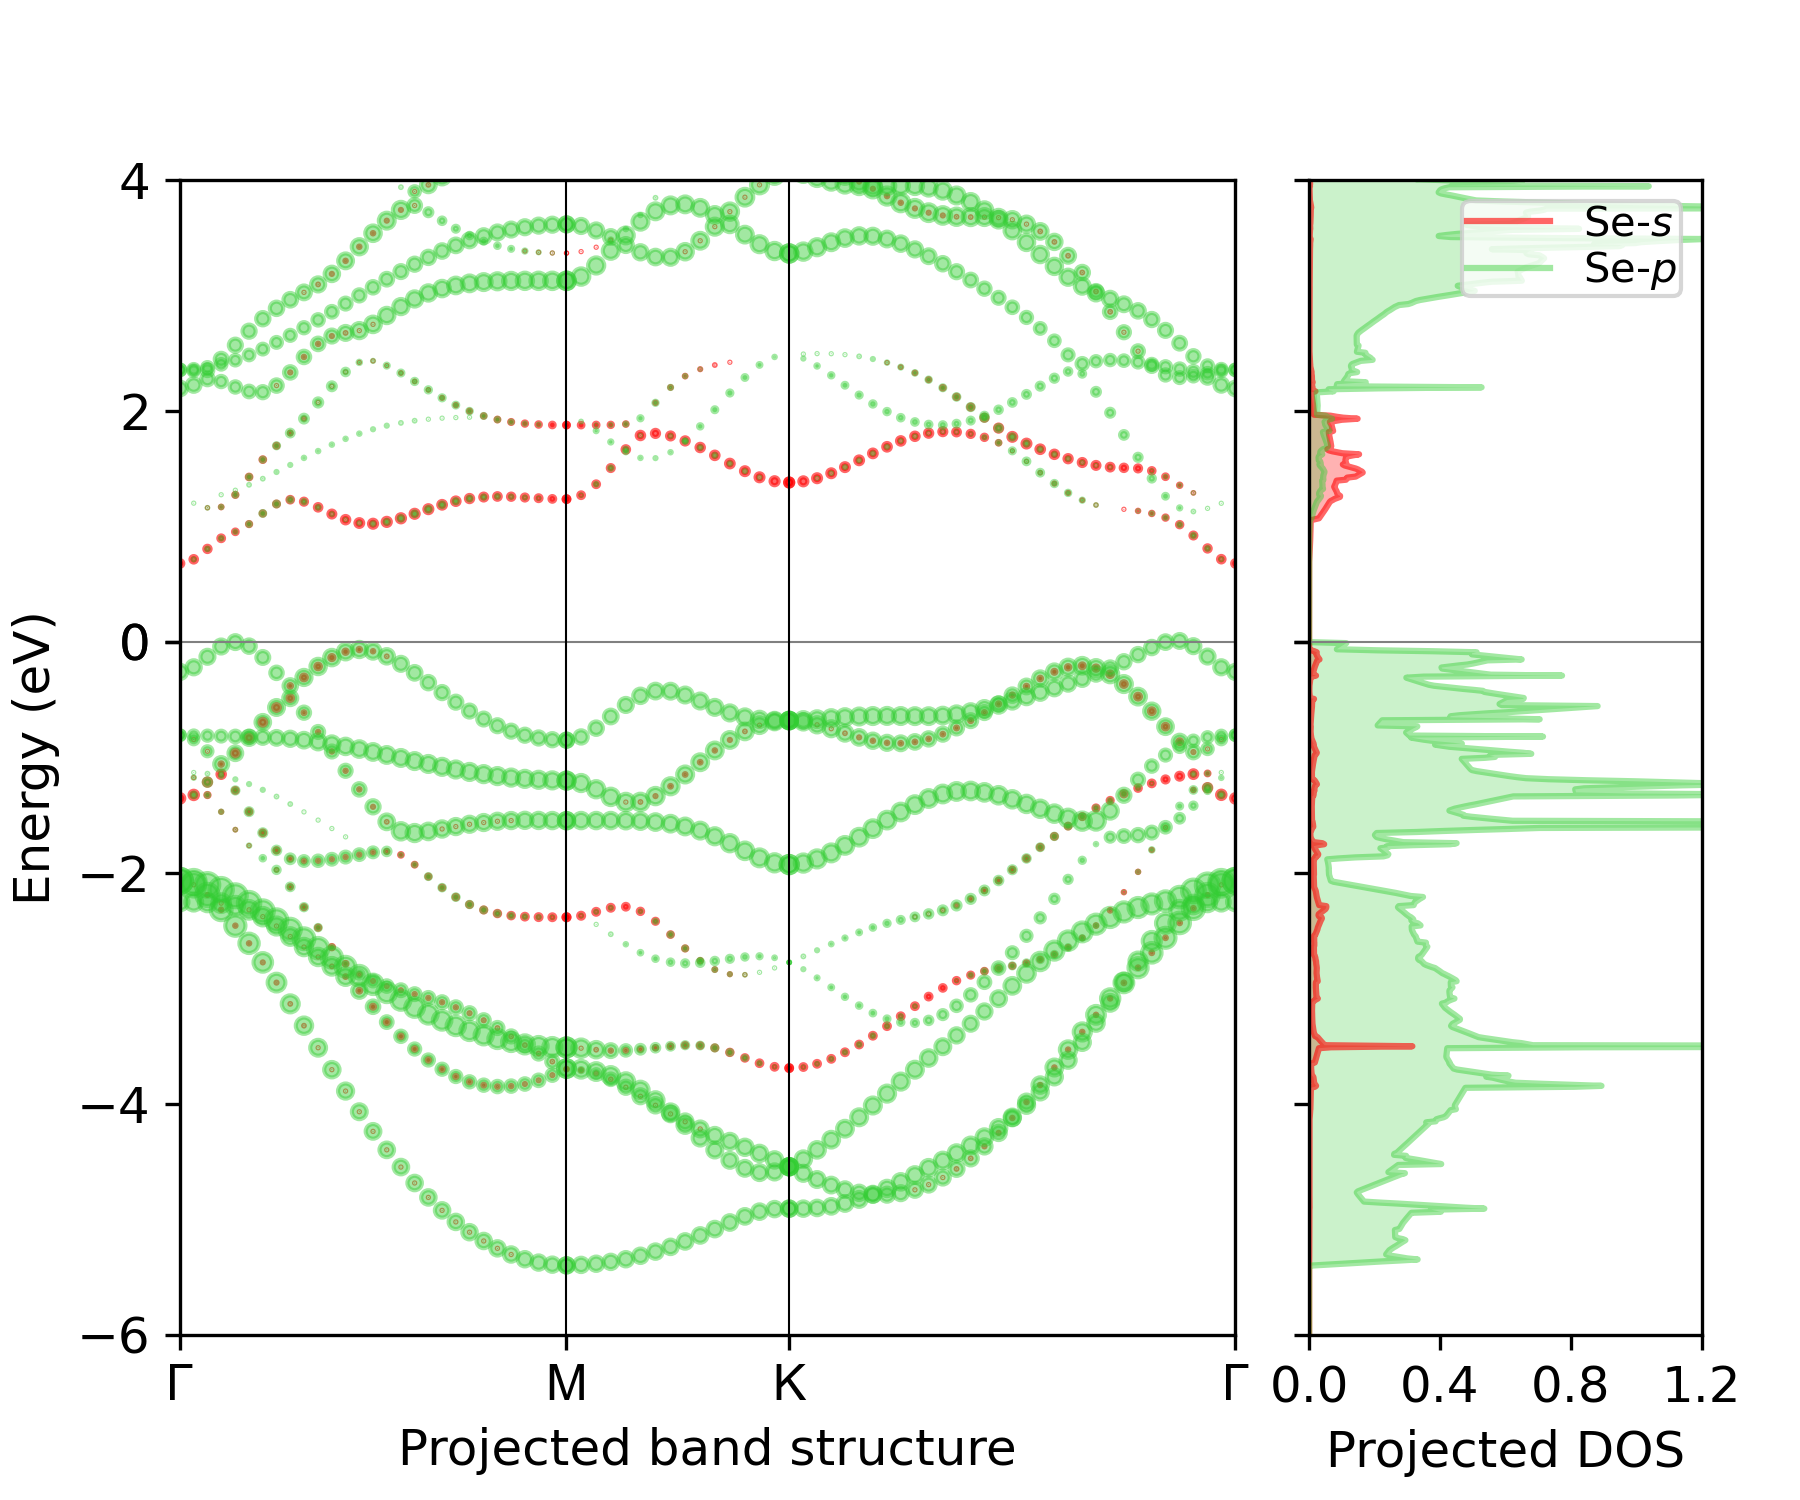 Energy (eV)
4
2
0
−2
−4
−6
Γ
M
K
Γ
Projected band structure
Se-s
Se-p
0.0
0.4
0.8
1.2
Projected DOS